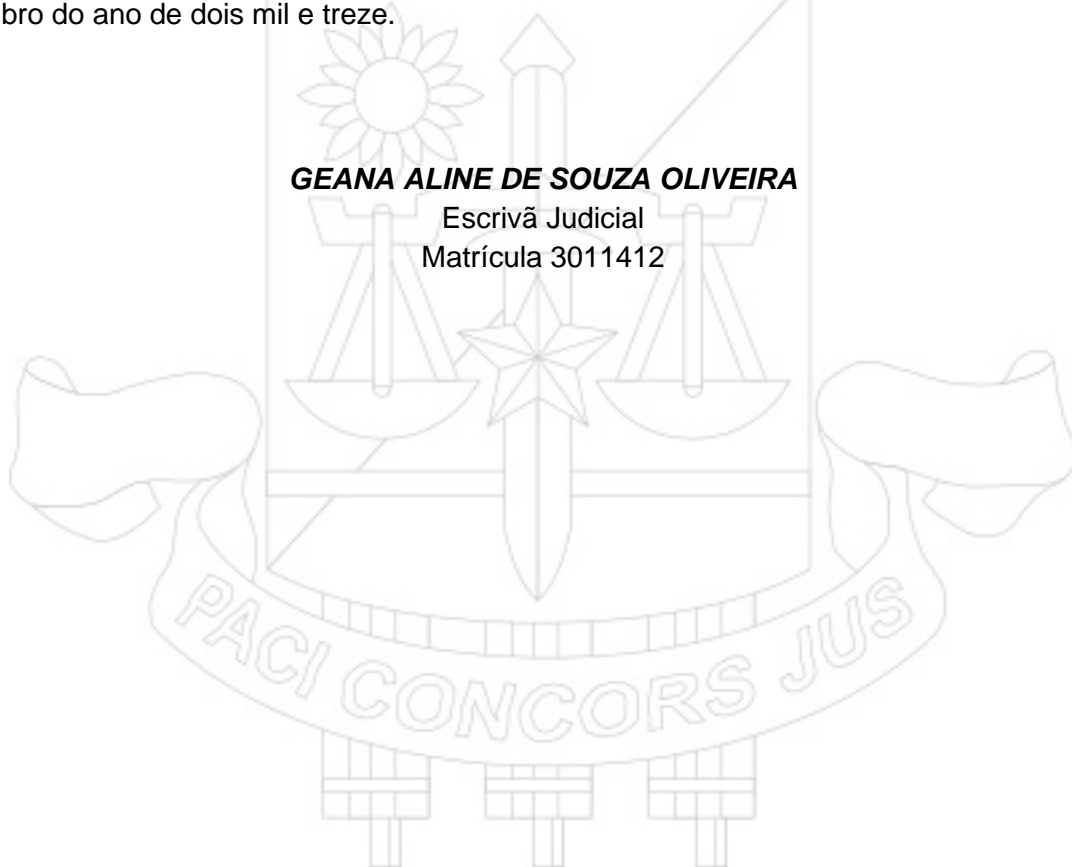 bro do ano de dois mil e treze.
GEANA ALINE DE SOUZA OLIVEIRA
Escrivã Judicial
Matrícula 3011412
PACI CONCORS JUS